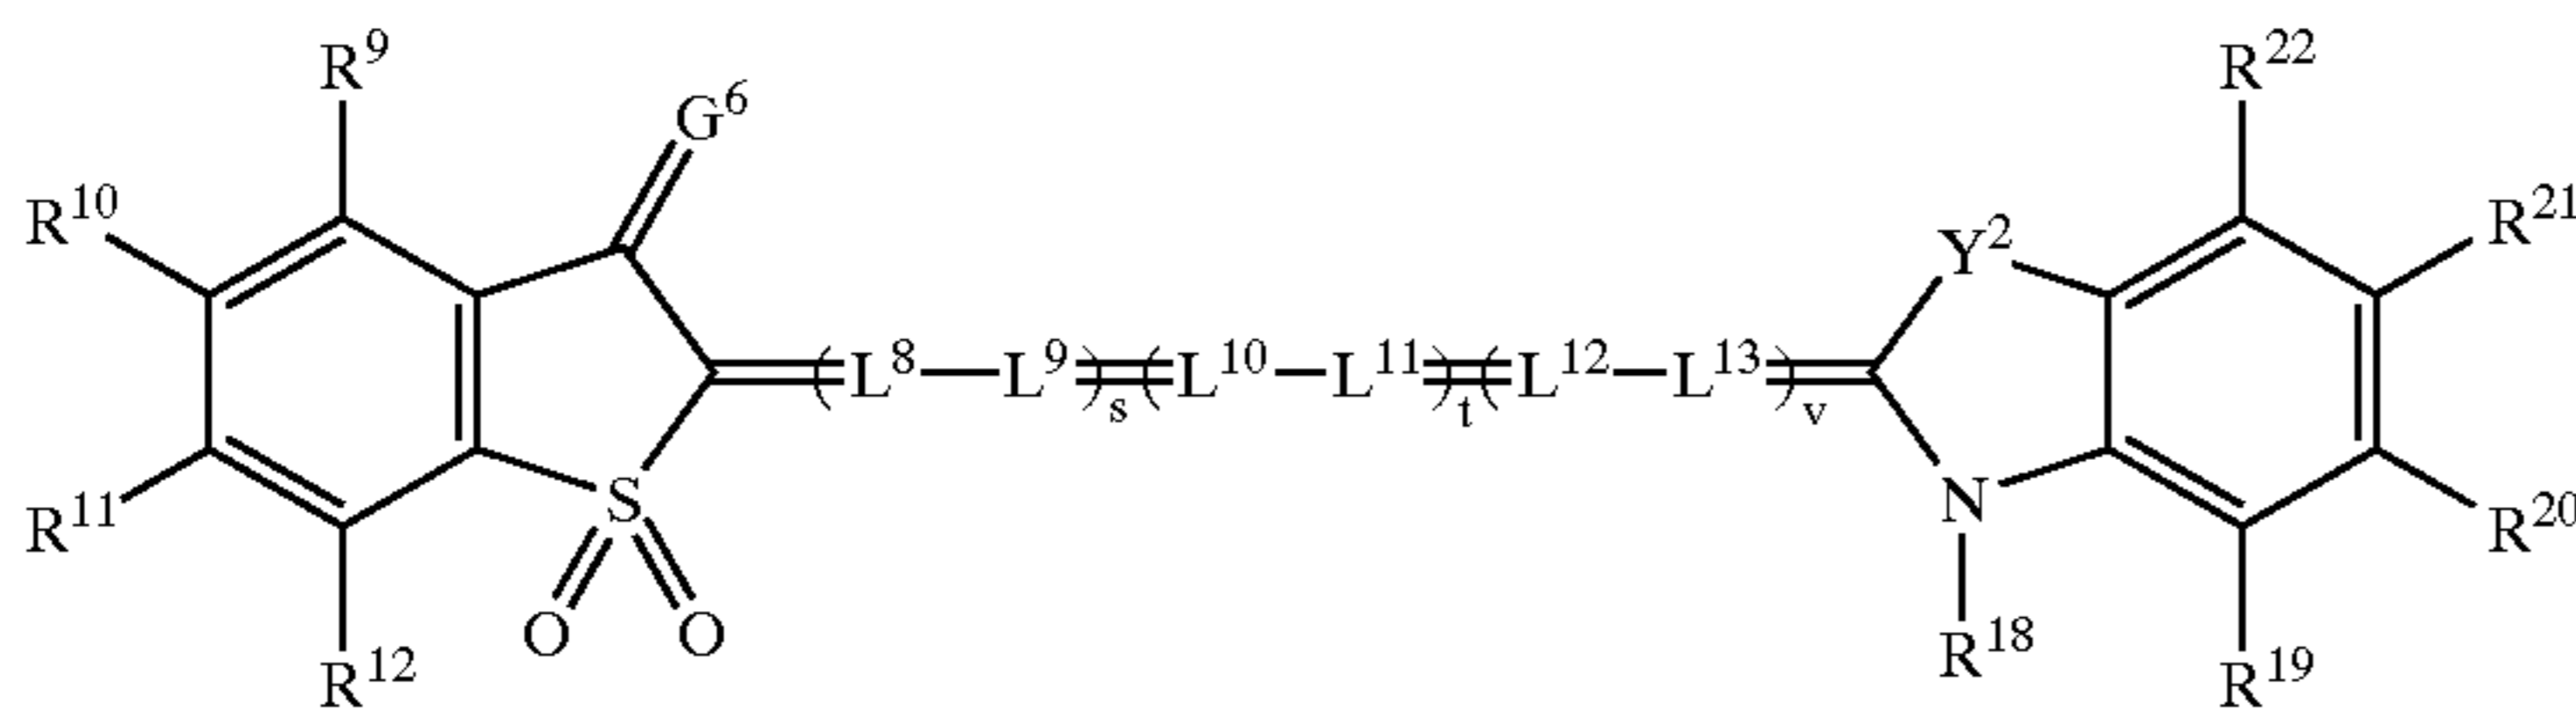 R⁹ R²²
G⁶
R¹⁰ Y² R²¹
(L⁸—L⁹)s(L¹⁰—L¹¹)t(L¹²—L¹³)v
R¹¹ S N R²⁰
O O R¹⁸
R¹² R¹⁹